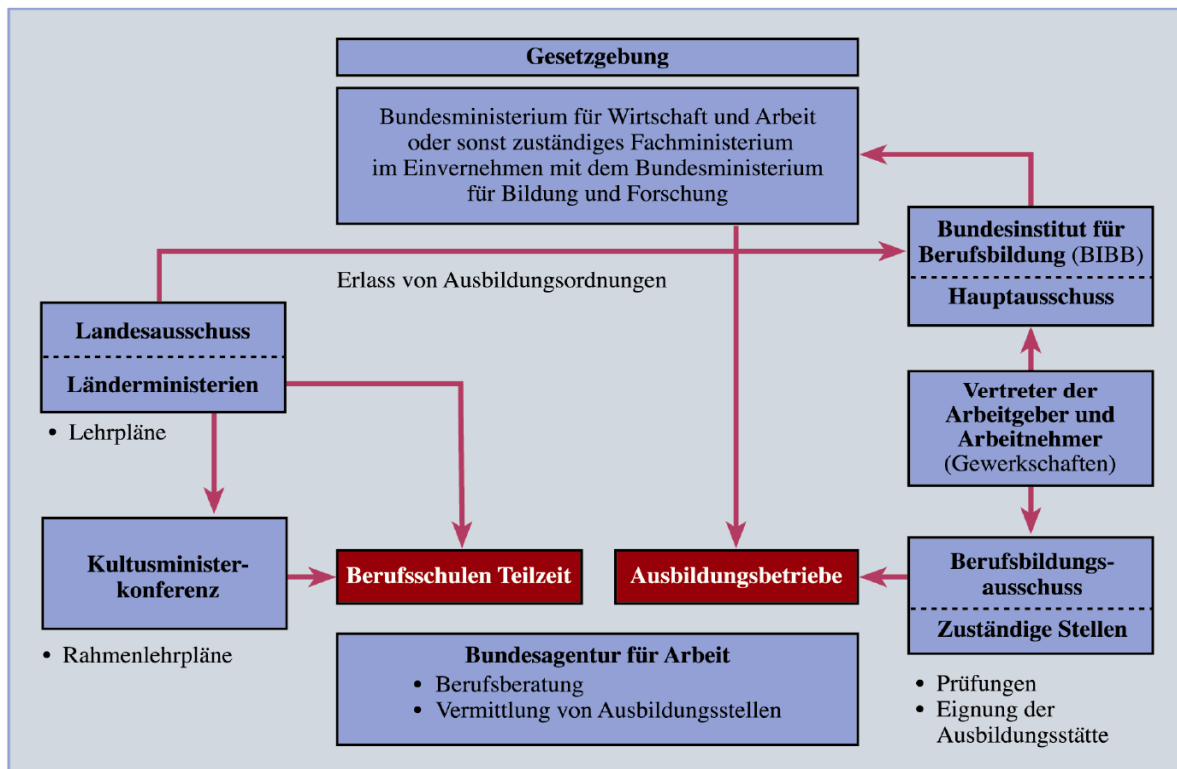 Gesetzgebung
Bundesministerium für Wirtschaft und Arbeit
oder sonst zuständiges Fachministerium
im Einvernehmen mit dem Bundesministerium
für Bildung und Forschung
Bundesinstitut für
Berufsbildung (BIBB)
Hauptausschuss
Erlass von Ausbildungsordnungen
Landesausschuss
Länderministerien
• Lehrpläne
Vertreter der
Arbeitgeber und
Arbeitnehmer
(Gewerkschaften)
Kultusminister-
konferenz
• Rahmenlehrpläne
Berufsschulen Teilzeit
Ausbildungsbetriebe
Berufsbildungs-
ausschuss
Zuständige Stellen
• Prüfungen
• Eignung der
Ausbildungsstätte
Bundesagentur für Arbeit
• Berufsberatung
• Vermittlung von Ausbildungsstellen